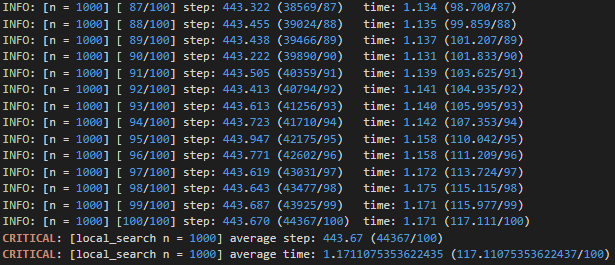 INFO: [n = 1000] [ 87/100] step: 443.322 (38569/87)   time: 1.134 (98.700/87)
INFO: [n = 1000] [ 88/100] step: 443.455 (39024/88)   time: 1.135 (99.859/88)
INFO: [n = 1000] [ 89/100] step: 443.438 (39466/89)   time: 1.137 (101.207/89)
INFO: [n = 1000] [ 90/100] step: 443.222 (39890/90)   time: 1.131 (101.833/90)
INFO: [n = 1000] [ 91/100] step: 443.505 (40359/91)   time: 1.139 (103.625/91)
INFO: [n = 1000] [ 92/100] step: 443.413 (40794/92)   time: 1.141 (104.935/92)
INFO: [n = 1000] [ 93/100] step: 443.613 (41256/93)   time: 1.140 (105.995/93)
INFO: [n = 1000] [ 94/100] step: 443.723 (41710/94)   time: 1.142 (107.353/94)
INFO: [n = 1000] [ 95/100] step: 443.947 (42175/95)   time: 1.158 (110.042/95)
INFO: [n = 1000] [ 96/100] step: 443.771 (42602/96)   time: 1.158 (111.209/96)
INFO: [n = 1000] [ 97/100] step: 443.619 (43031/97)   time: 1.172 (113.724/97)
INFO: [n = 1000] [ 98/100] step: 443.643 (43477/98)   time: 1.175 (115.115/98)
INFO: [n = 1000] [ 99/100] step: 443.687 (43925/99)   time: 1.171 (115.977/99)
INFO: [n = 1000] [100/100] step: 443.670 (44367/100)  time: 1.171 (117.111/100)
CRITICAL: [local_search n = 1000] average step: 443.67 (44367/100)
CRITICAL: [local_search n = 1000] average time: 1.1711075353622435 (117.11075353622437/100)